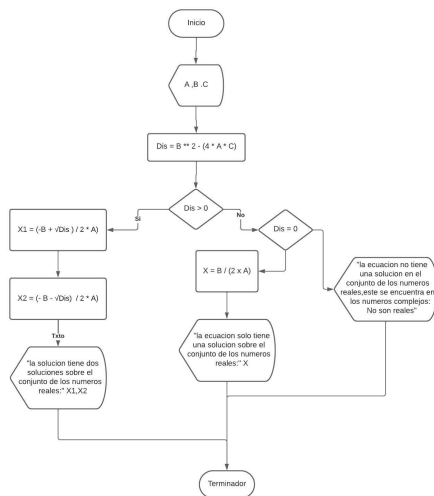 Inicio
A ,B .C
Dis = B ** 2 - (4 * A * C)
Dis > 0
Si
No
Dis = 0
X1 = (-B + √Dis ) / 2 * A)
X = B / (2 x A)
"la ecuacion no tiene
una solucion en el
conjunto de los numeros
reales,este se encuentra en
los numeros complejos:
No son reales"
X2 = (- B - √Dis) / 2 * A)
Txto
"la solucion tiene dos
soluciones sobre el
conjunto de los numeros
reales:" X1,X2
"la ecuacion solo tiene
una solucion sobre el
conjunto de los numeros
reales:" X
Terminador